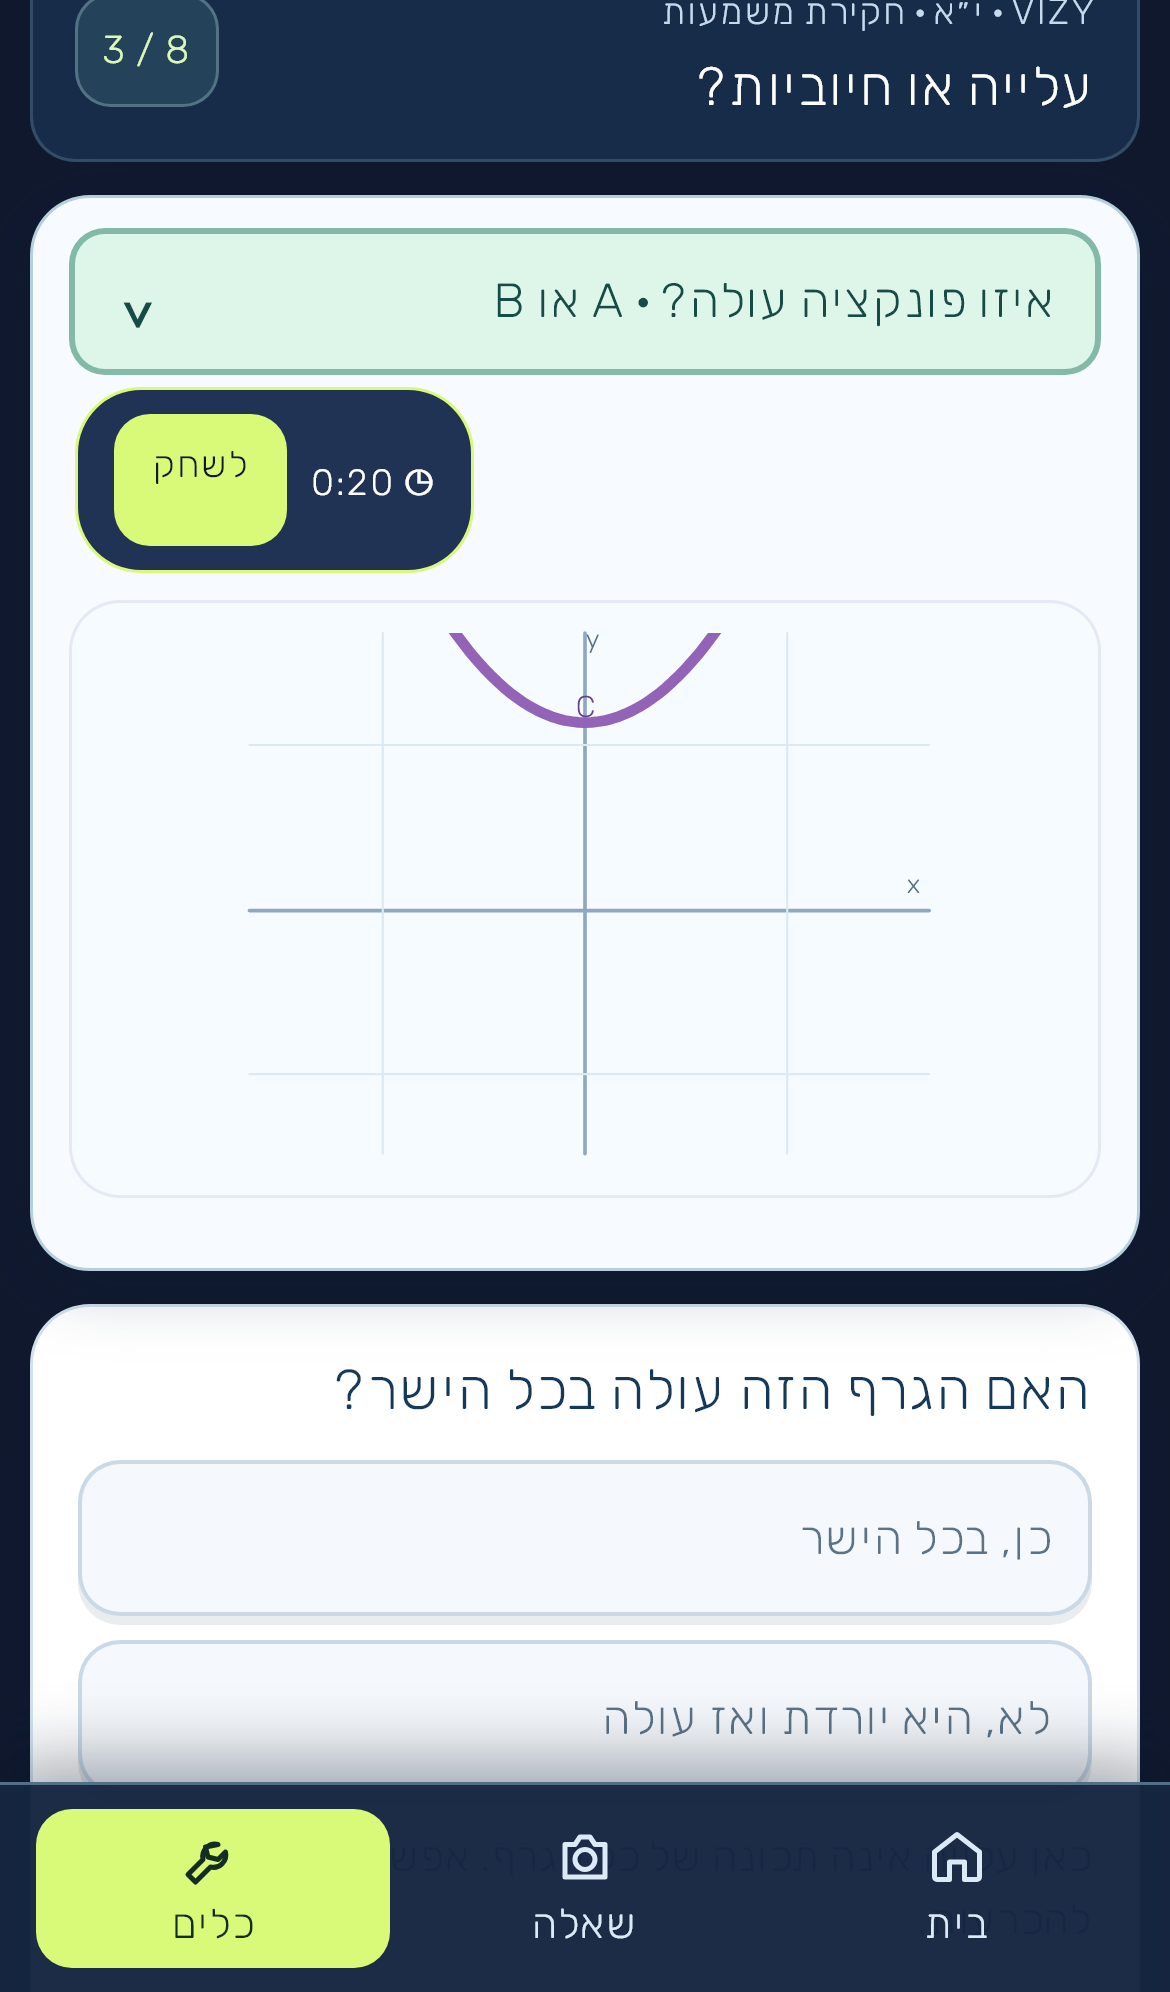 VIZY • י״א • חקירת משמעות
עלייה או חיוביות?
3 / 8
איזו פונקציה עולה? • A או B
0:20
לשחק
y
C
x
האם הגרף הזה עולה בכל הישר?
כן, בכל הישר
לא, היא יורדת ואז עולה
בית
שאלה
כלים